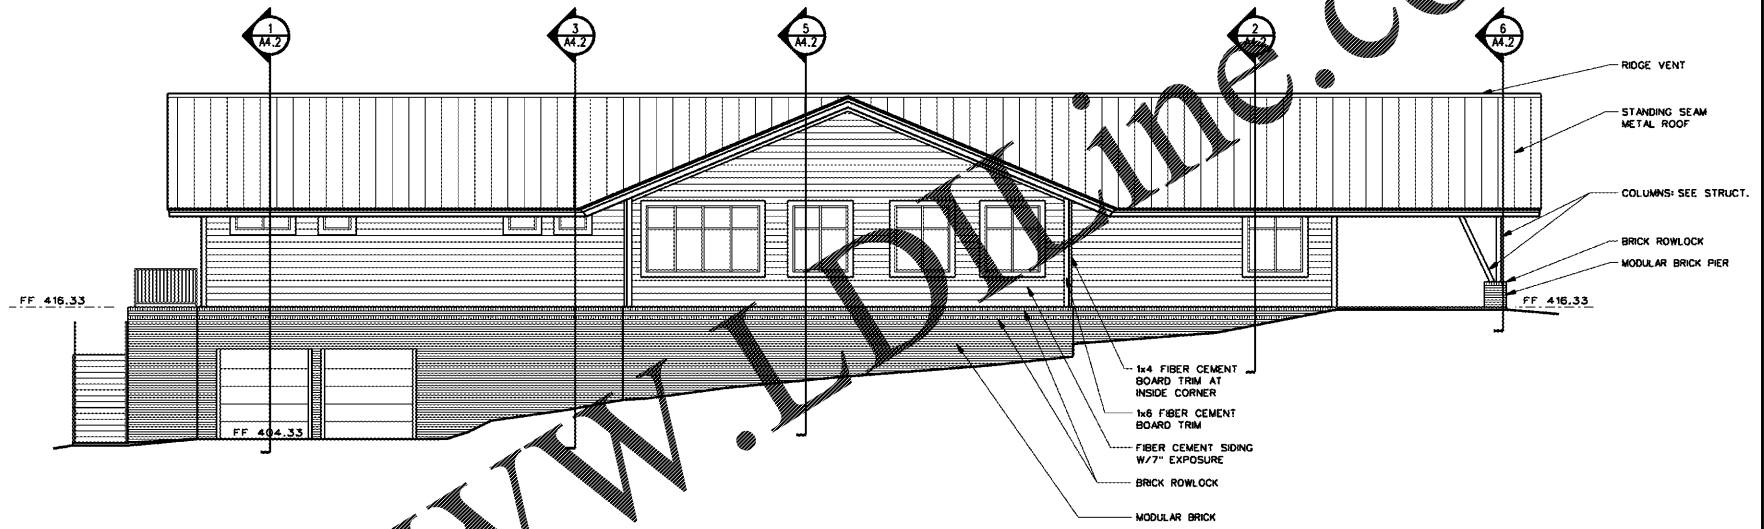 1
A4.2
3
A4.2
5
A4.2
2
A4.2
6
A4.2
RIDGE VENT
STANDING SEAM
METAL ROOF
COLUMNS: SEE STRUCT.
BRICK ROWLOCK
MODULAR BRICK PIER
FF 416.33
FF 416.33
1x4 FIBER CEMENT
BOARD TRIM AT
INSIDE CORNER
1x6 FIBER CEMENT
BOARD TRIM
FF 404.33
FIBER CEMENT SIDING
W/7" EXPOSURE
BRICK ROWLOCK
MODULAR BRICK
www.LDILine.co